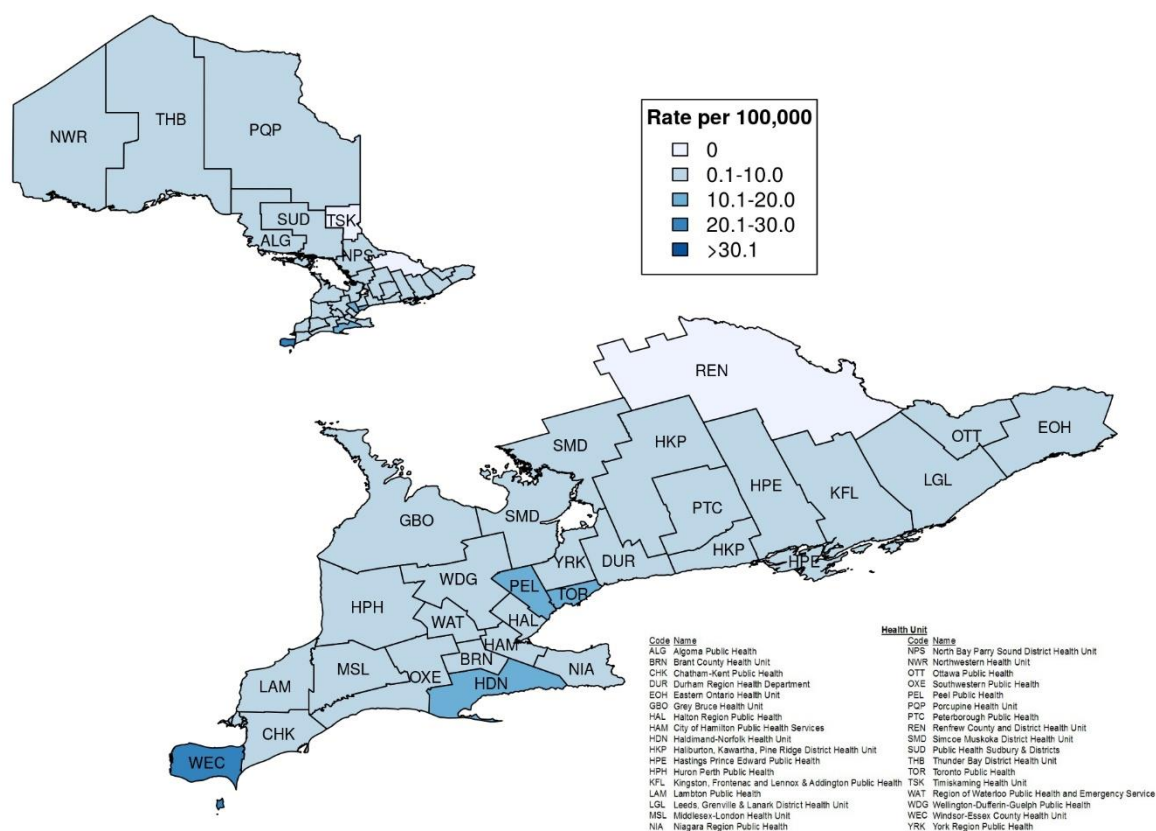 NWR
THB
PQP
SUD
TSK
ALG
NPS
Rate per 100,000
0
0.1-10.0
10.1-20.0
20.1-30.0
>30.1
REN
SMD
HKP
OTT
EOH
HPE
KFL
LGL
GBO
SMD
PTC
HKP
HPE
YRK
DUR
WDG
PEL
TOR
HPH
WAT
HAL
HAM
BRN
MSL
OXE
HDN
NIA
LAM
CHK
WEC
Health Unit
Code Name
ALG Algoma Public Health
BRN Brant County Health Unit
CHK Chatham-Kent Public Health
DUR Durham Region Health Department
EOH Eastern Ontario Health Unit
GBO Grey Bruce Health Unit
HAL Halton Region Public Health
HAM City of Hamilton Public Health Services
HDN Haldimand-Norfolk Health Unit
HKP Haliburton, Kawartha, Pine Ridge District Health Unit
HPE Hastings Prince Edward Public Health
HPH Huron Perth Public Health
KFL Kingston, Frontenac and Lennox & Addington Public Health
LAM Lambton Public Health
LGL Leeds, Grenville & Lanark District Health Unit
MSL Middlesex-London Health Unit
NIA Niagara Region Public Health
Code Name
NPS North Bay Parry Sound District Health Unit
NWR Northwestern Health Unit
OTT Ottawa Public Health
OXE Southwestern Public Health
PEL Peel Public Health
PQP Porcupine Health Unit
PTC Peterborough Public Health
REN Renfrew County and District Health Unit
SMD Simcoe Muskoka District Health Unit
SUD Public Health Sudbury & Districts
THB Thunder Bay District Health Unit
TOR Toronto Public Health
TSK Timiskaming Health Unit
WAT Region of Waterloo Public Health and Emergency Service
WDG Wellington-Dufferin-Guelph Public Health
WEC Windsor-Essex County Health Unit
YRK York Region Public Health